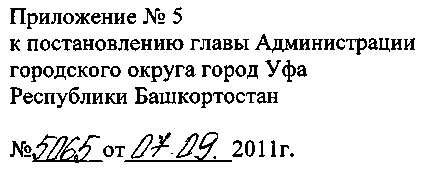 Приложение № 5
к постановлению главы Администрации
городского округа город Уфа
Республики Башкортостан
№5065 от 07.09. 2011г.